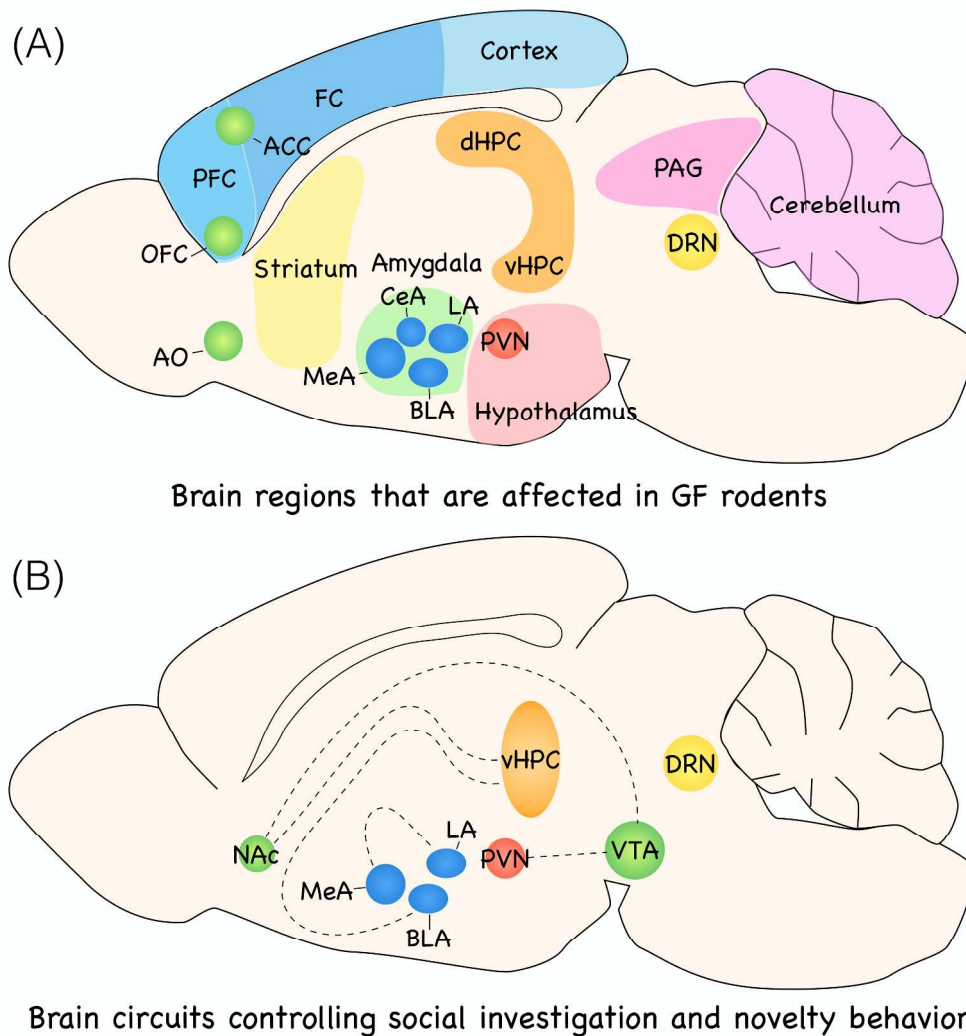 (A)
Cortex
FC
ACC
dHPC
PFC
PAG
Cerebellum
OFC
DRN
Striatum
Amygdala
vHPC
CeA
LA
AO
PVN
MeA
BLA
Hypothalamus
Brain regions that are affected in GF rodents
(B)
vHPC
DRN
LA
NAc
PVN
VTA
MeA
BLA
Brain circuits controlling social investigation and novelty behavior